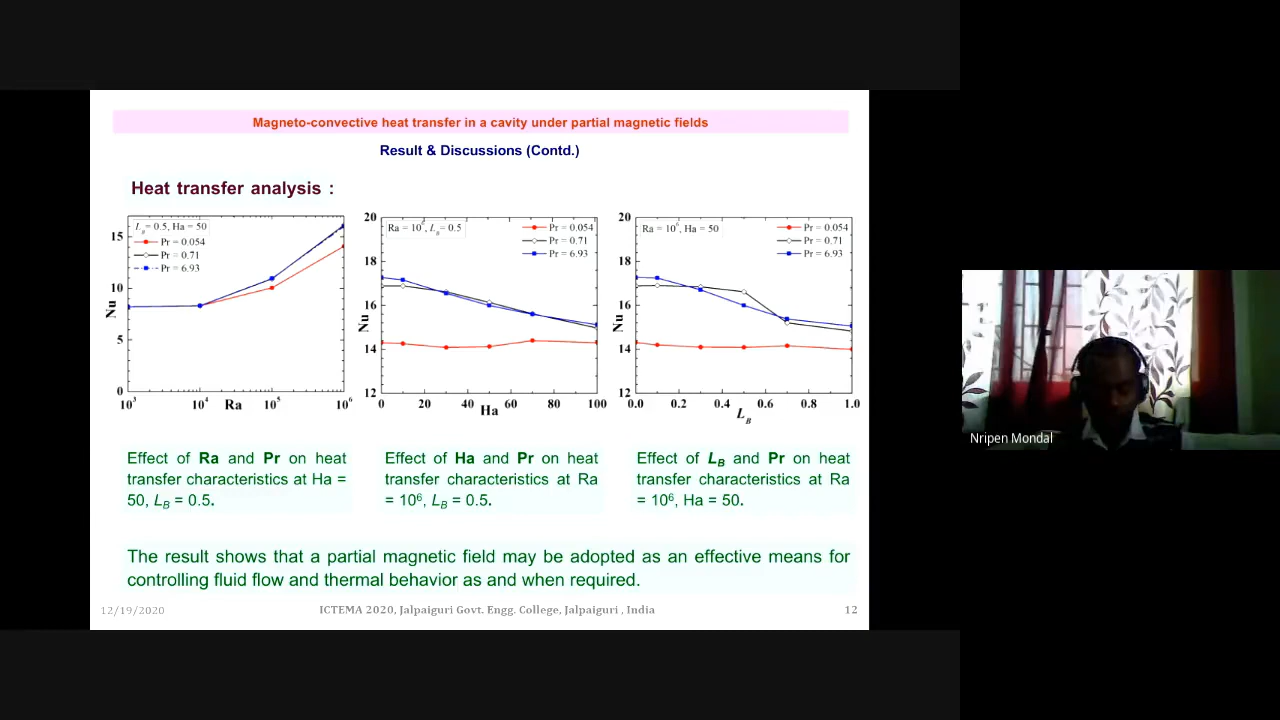 Magneto-convective heat transfer in a cavity under partial magnetic fields
Result & Discussions (Contd.)
Heat transfer analysis :
L_B = 0.5, Ha = 50
Pr = 0.054
Pr = 0.71
Pr = 6.93
15
10
5
0
Nu
10³ 10⁴ 10⁵ 10⁶
Ra
Ra = 10⁶, L_B = 0.5
Pr = 0.054
Pr = 0.71
Pr = 6.93
20
18
16
14
12
Nu
0 20 40 60 80 100
Ha
Ra = 10⁶, Ha = 50
Pr = 0.054
Pr = 0.71
Pr = 6.93
20
18
16
14
12
Nu
0.0 0.2 0.4 0.6 0.8 1.0
L_B
Effect of Ra and Pr on heat
transfer characteristics at Ha =
50, L_B = 0.5.
Effect of Ha and Pr on heat
transfer characteristics at Ra
= 10⁶, L_B = 0.5.
Effect of L_B and Pr on heat
transfer characteristics at Ra
= 10⁶, Ha = 50.
The result shows that a partial magnetic field may be adopted as an effective means for
controlling fluid flow and thermal behavior as and when required.
12/19/2020
ICTEMA 2020, Jalpaiguri Govt. Engg. College, Jalpaiguri , India
12
Nripen Mondal